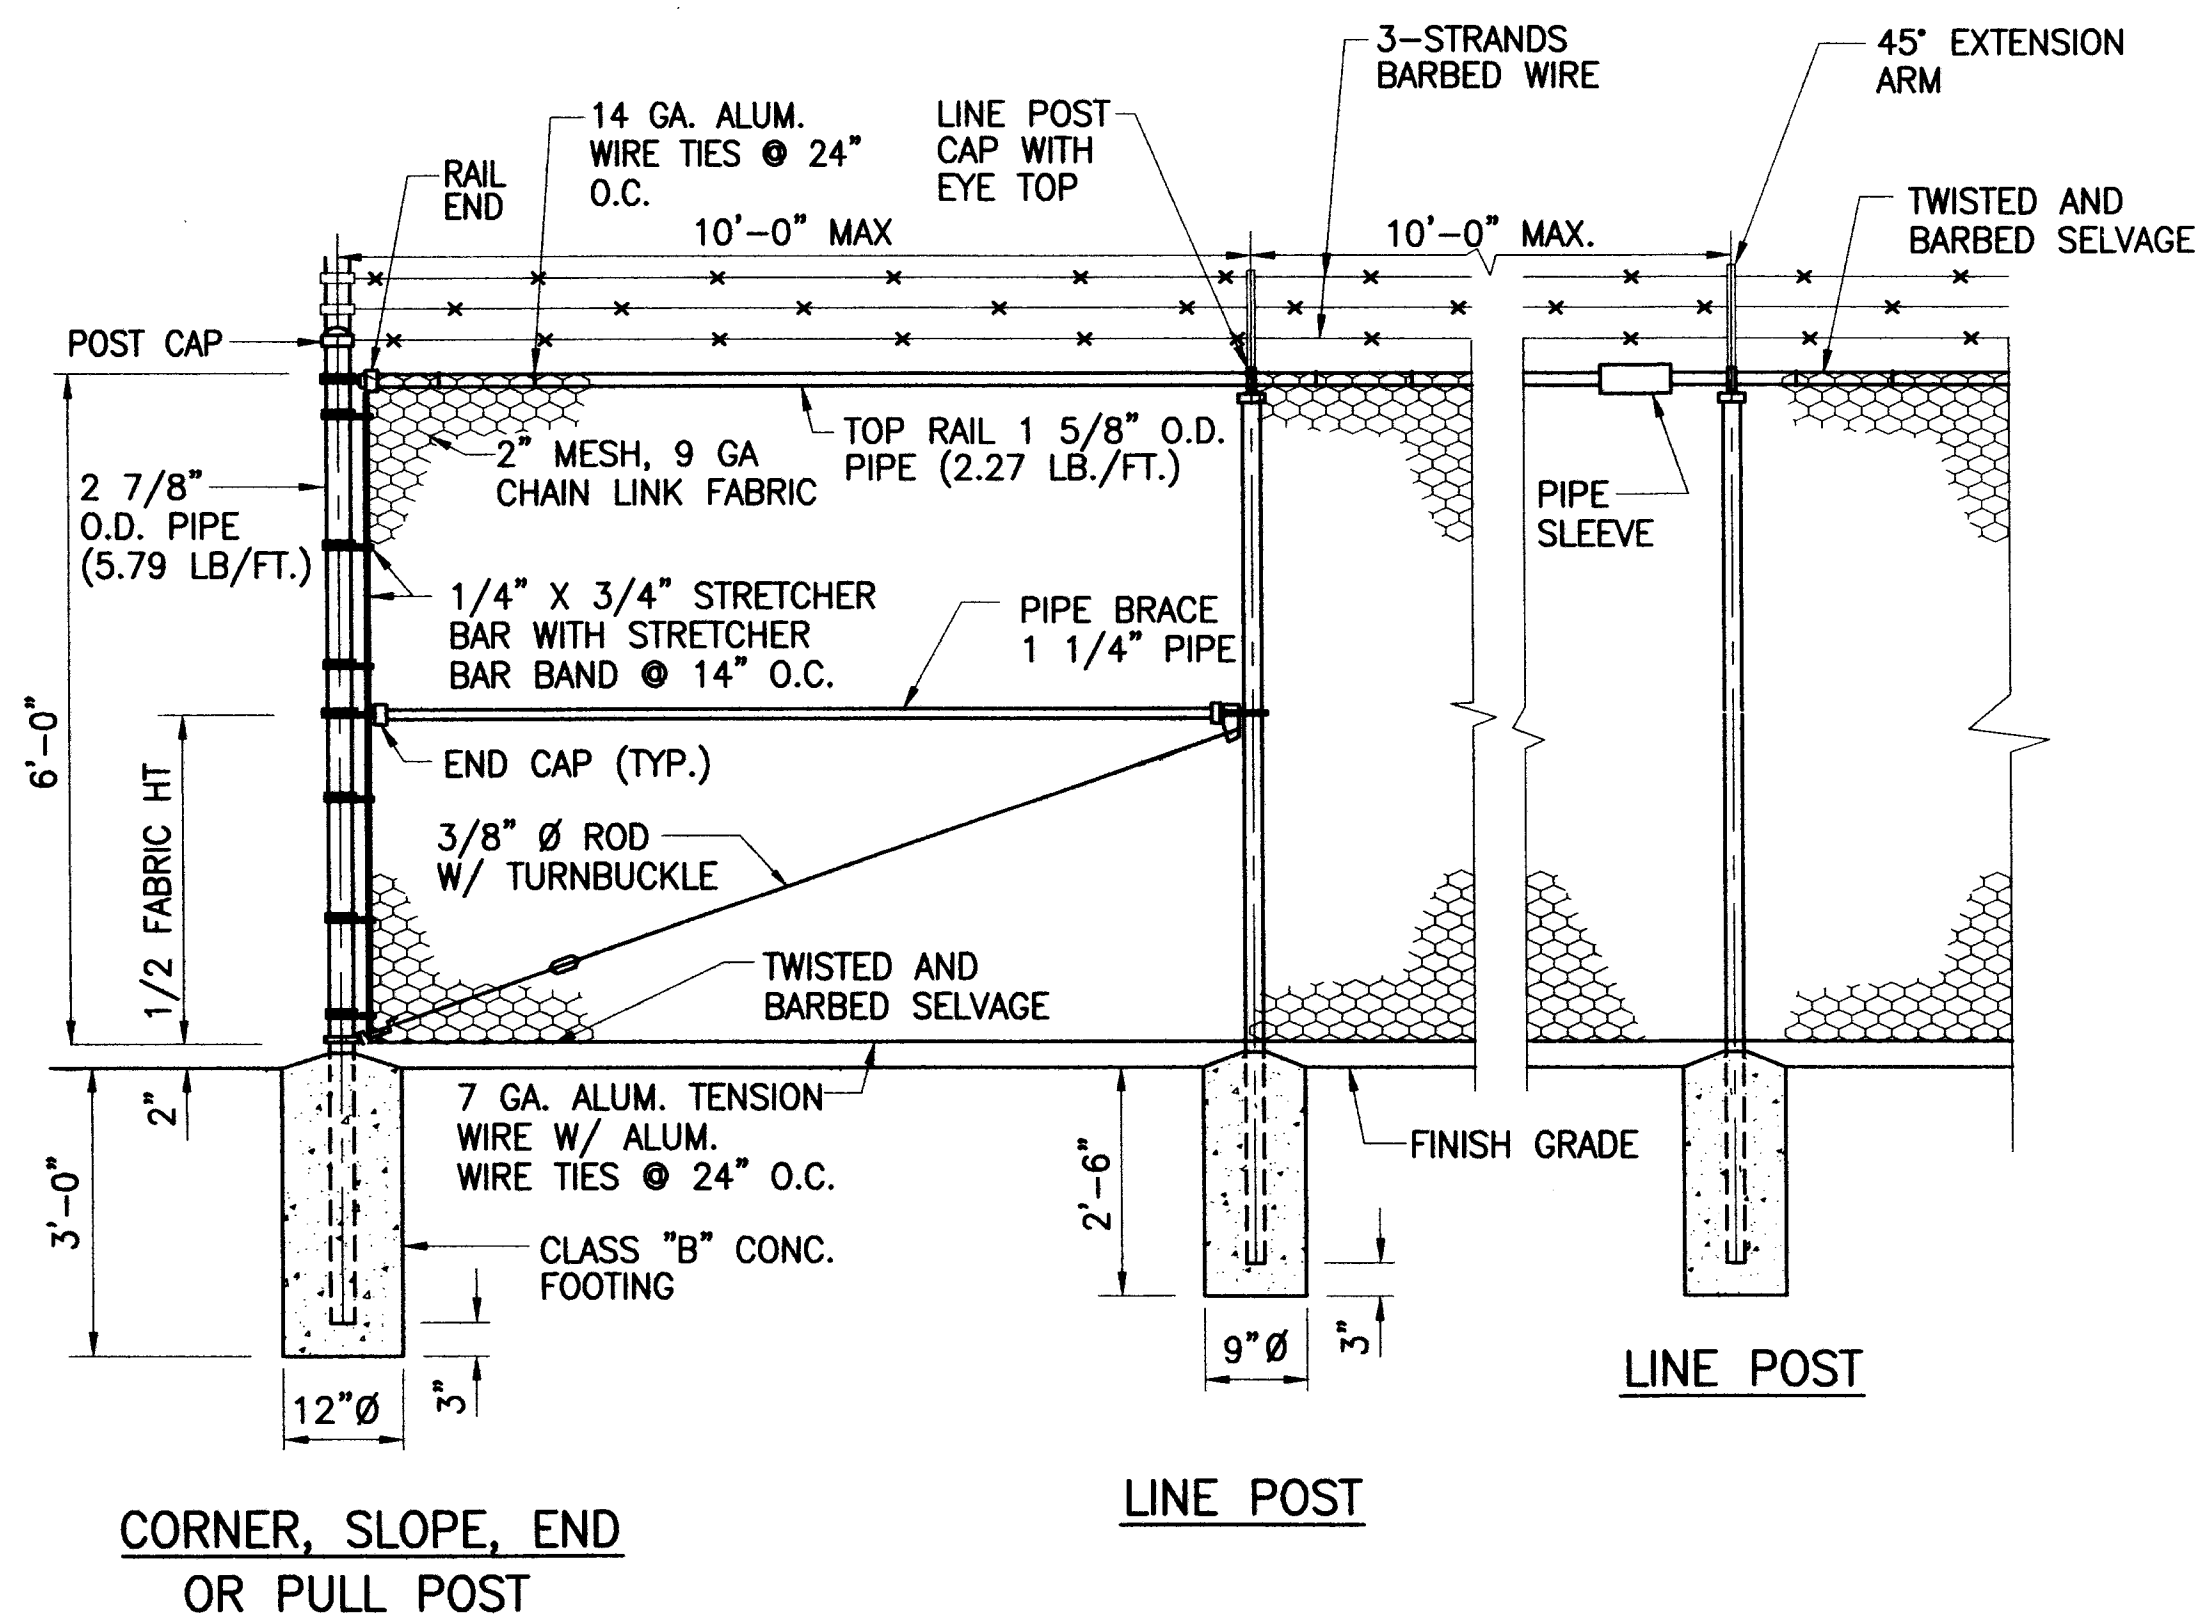 3-STRANDS
BARBED WIRE
45° EXTENSION
ARM
14 GA. ALUM.
WIRE TIES @ 24"
O.C.
LINE POST
CAP WITH
EYE TOP
RAIL
END
TWISTED AND
BARBED SELVAGE
10'-0" MAX
10'-0" MAX.
POST CAP
TOP RAIL 1 5/8" O.D.
PIPE (2.27 LB./FT.)
2" MESH, 9 GA
CHAIN LINK FABRIC
2 7/8"
O.D. PIPE
(5.79 LB/FT.)
PIPE
SLEEVE
1/4" X 3/4" STRETCHER
BAR WITH STRETCHER
BAR BAND @ 14" O.C.
PIPE BRACE
1 1/4" PIPE
6'-0"
1/2 FABRIC HT
END CAP (TYP.)
3/8" Ø ROD
W/ TURNBUCKLE
TWISTED AND
BARBED SELVAGE
2"
7 GA. ALUM. TENSION
WIRE W/ ALUM.
WIRE TIES @ 24" O.C.
FINISH GRADE
3'-0"
2'-6"
CLASS "B" CONC.
FOOTING
3"
9"Ø
3"
12"Ø
LINE POST
LINE POST
CORNER, SLOPE, END
OR PULL POST